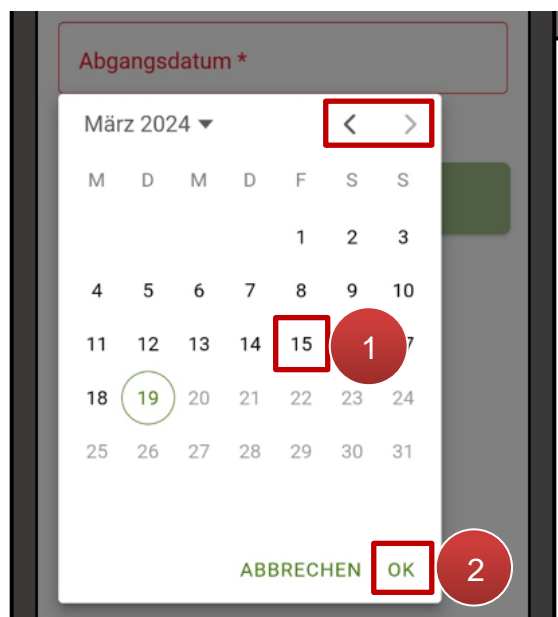 Abgangsdatum *
März 2024
M D M D F S S
1 2 3
4 5 6 7 8 9 10
11 12 13 14 15 1
18 19 20 21 22 23 24
25 26 27 28 29 30 31
ABBRECHEN OK 2